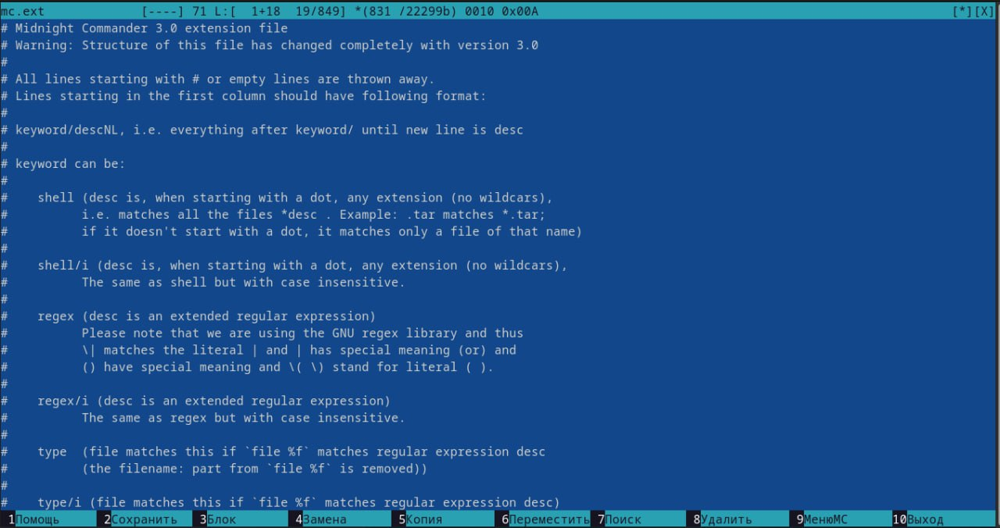 mc.ext [----] 71 L:[ 1+18 19/849] *(831 /22299b) 0010 0x00A [*][X]
# Midnight Commander 3.0 extension file
# Warning: Structure of this file has changed completely with version 3.0
#
# All lines starting with # or empty lines are thrown away.
# Lines starting in the first column should have following format:
#
# keyword/descNL, i.e. everything after keyword/ until new line is desc
#
# keyword can be:
#
#    shell (desc is, when starting with a dot, any extension (no wildcars),
#          i.e. matches all the files *desc . Example: .tar matches *.tar;
#          if it doesn't start with a dot, it matches only a file of that name)
#
#    shell/i (desc is, when starting with a dot, any extension (no wildcars),
#          The same as shell but with case insensitive.
#
#    regex (desc is an extended regular expression)
#          Please note that we are using the GNU regex library and thus
#          \| matches the literal | and | has special meaning (or) and
#          () have special meaning and \( \) stand for literal ( ).
#
#    regex/i (desc is an extended regular expression)
#          The same as regex but with case insensitive.
#
#    type  (file matches this if `file %f` matches regular expression desc
#          (the filename: part from `file %f` is removed))
#
#    type/i (file matches this if `file %f` matches regular expression desc)
1Помощь 2Сохранить 3Блок 4Замена 5Копия 6Переместить 7Поиск 8Удалить 9МенюMC 10Выход